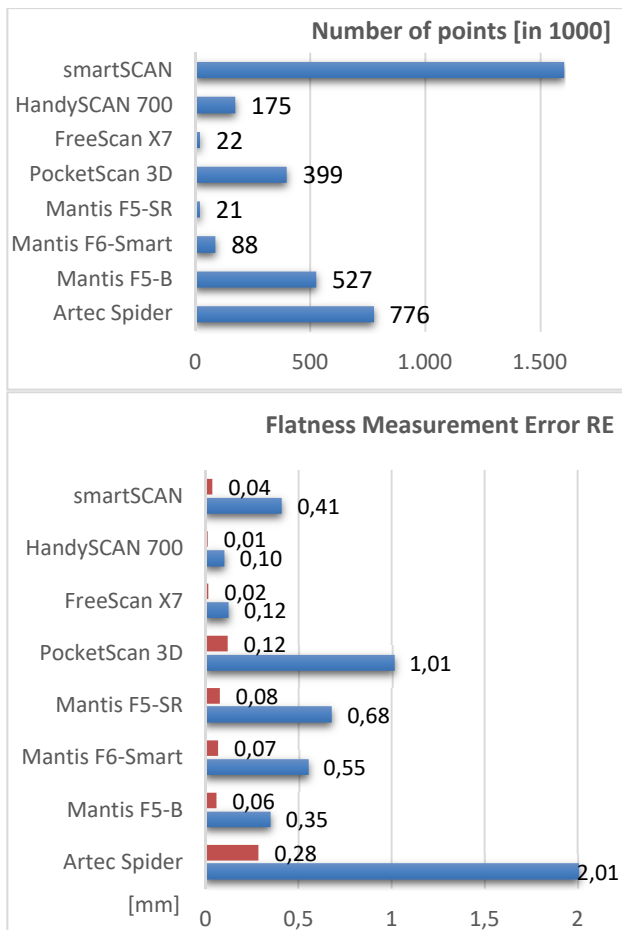 Number of points [in 1000]
smartSCAN
HandySCAN 700 175
FreeScan X7 22
PocketScan 3D 399
Mantis F5-SR 21
Mantis F6-Smart 88
Mantis F5-B 527
Artec Spider 776
0 500 1.000 1.500
Flatness Measurement Error RE
smartSCAN 0,04
0,41
HandySCAN 700 0,01
0,10
FreeScan X7 0,02
0,12
PocketScan 3D 0,12
1,01
Mantis F5-SR 0,08
0,68
Mantis F6-Smart 0,07
0,55
Mantis F5-B 0,06
0,35
Artec Spider 0,28
2,01
[mm] 0 0,5 1 1,5 2